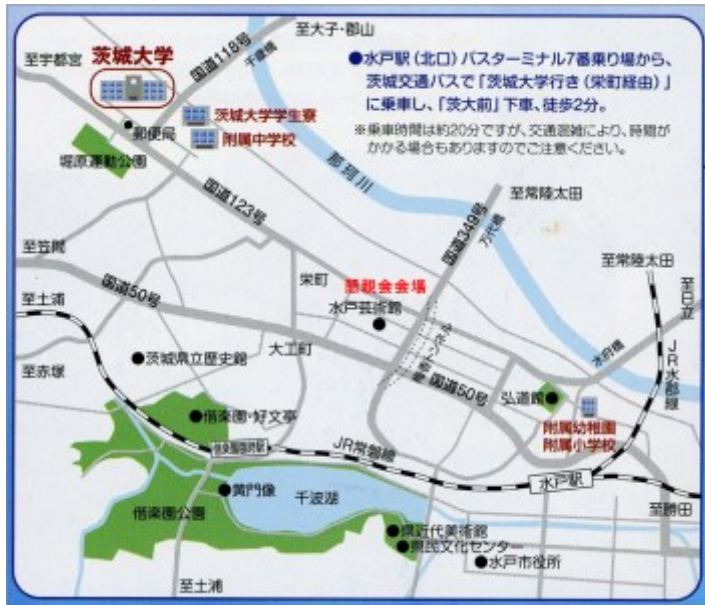 至大子・郡山
至宇都宮
茨城大学
国道118号
千歳橋
●水戸駅(北口)バスターミナル7番乗り場から、
茨城交通バスで「茨城大学行き(栄町経由)」
に乗車し、「茨大前」下車、徒歩2分。
※乗車時間は約20分ですが、交通混雑により、時間が
かかる場合もありますのでご注意ください。
茨城大学学生寮
附属中学校
郵便局
堀原運動公園
那珂川
国道123号
至常陸太田
国道349号
万代橋
至笠間
国道50号
至土浦
栄町
懇親会会場
水戸芸術館
至常陸太田
至日立
JR水郡線
水府橋
大工町
茨城県立歴史館
至赤塚
国道50号
弘道館
附属幼稚園
附属小学校
偕楽園・好文亭
JR常磐線
水戸駅
黄門像
千波湖
偕楽園公園
至勝田
県近代美術館
県民文化センター
水戸市役所
至土浦